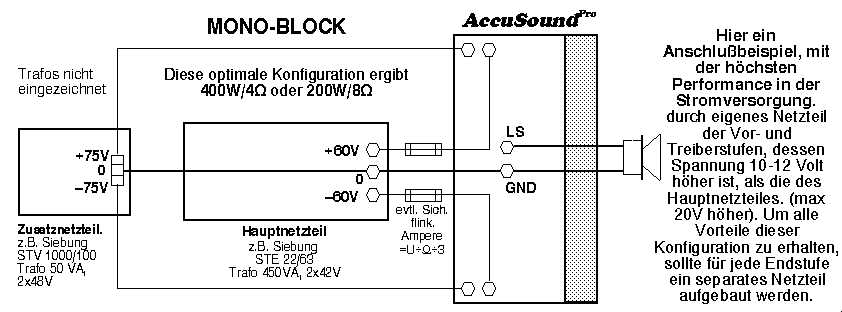 MONO-BLOCK
AccuSound Pro
Trafos nicht
eingezeichnet
Diese optimale Konfiguration ergibt
400W/4Ω oder 200W/8Ω
+75V
0
–75V
+60V
0
–60V
LS
GND
evtl. Sich.
flink.
Ampere
=U÷Ω÷3
Zusatznetzteil.
z.B. Siebung
STV 1000/100
Trafo 50 VA,
2x48V
Hauptnetzteil
z.B. Siebung
STE 22/63
Trafo 450VA, 2x42V
Hier ein
Anschlußbeispiel, mit
der höchsten
Performance in der
Stromversorgung.
durch eigenes Netzteil
der Vor- und
Treiberstufen, dessen
Spannung 10-12 Volt
höher ist, als die des
Hauptnetzteiles. (max
20V höher). Um alle
Vorteile dieser
Konfiguration zu erhalten,
sollte für jede Endstufe
ein separates Netzteil
aufgebaut werden.